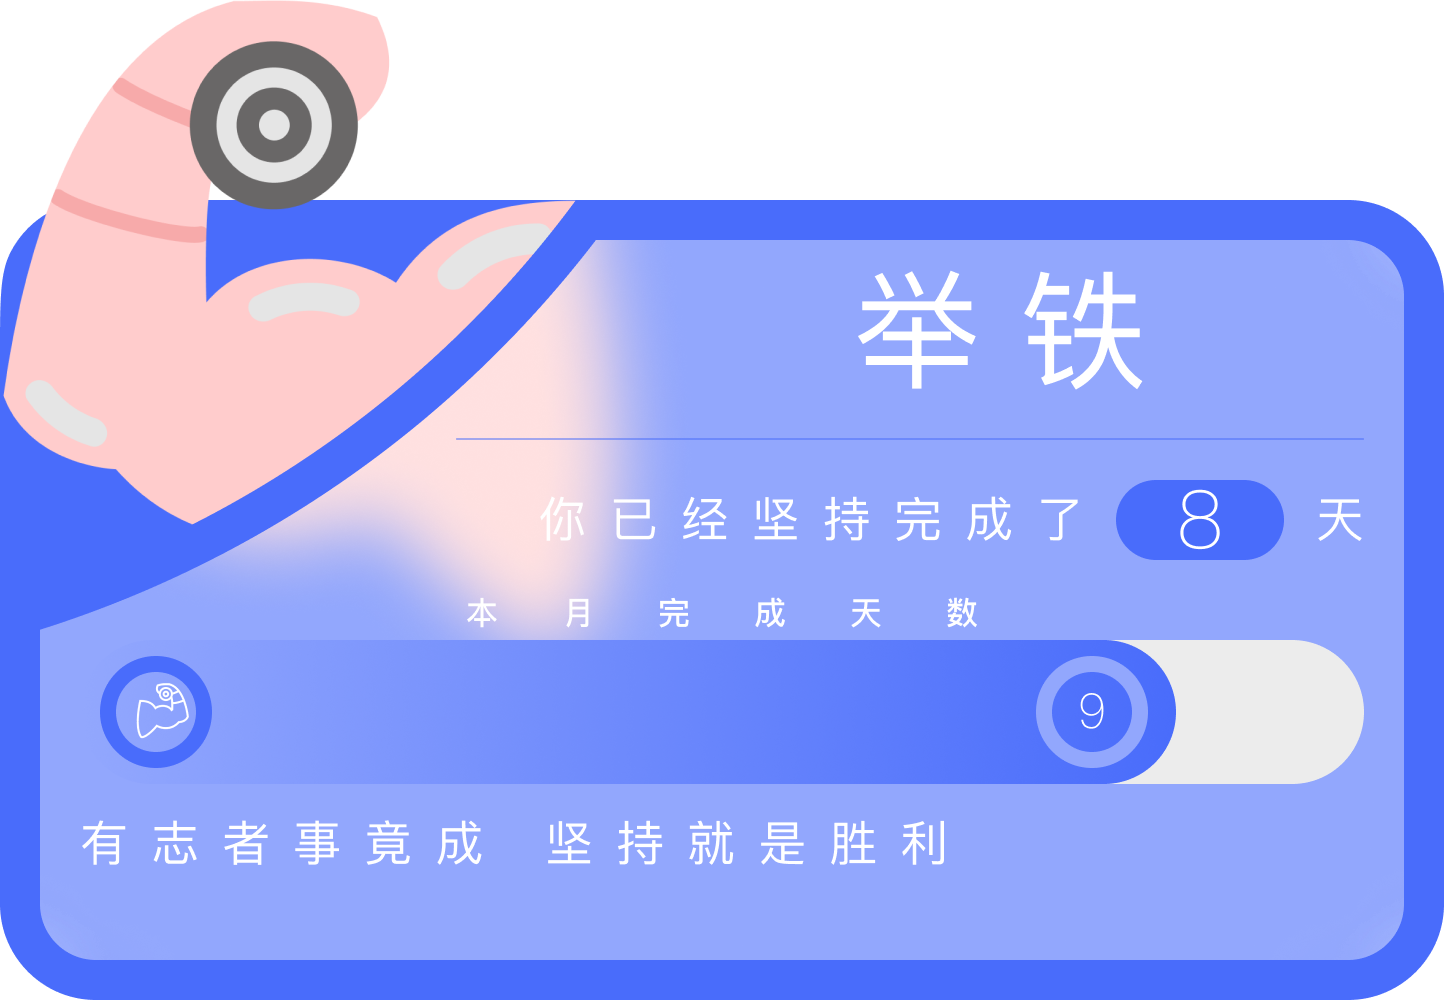 举铁
你已经坚持完成了 8 天
本月完成天数
9
有志者事竟成 坚持就是胜利